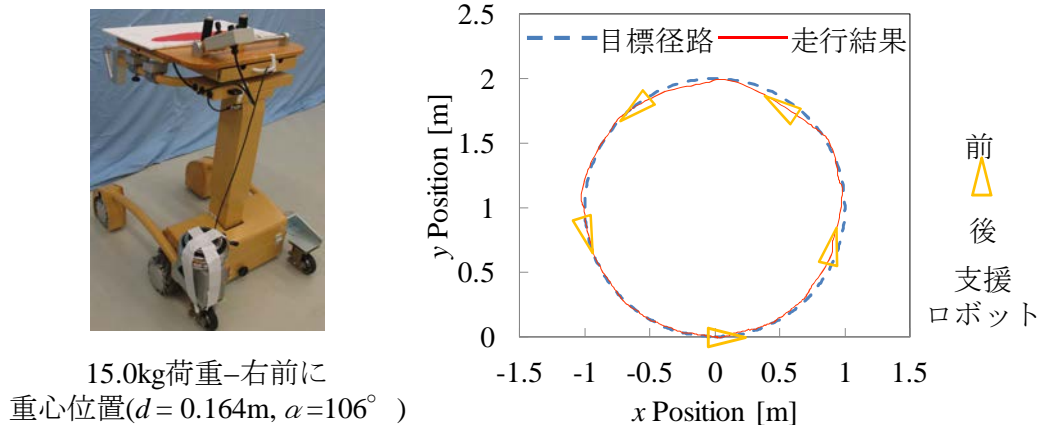 15.0kg荷重–右前に
重心位置(d = 0.164m, α=106° )
目標経路 走行結果
2
1.5
1
0.5
0
-1.5 -1 -0.5 0 0.5 1 1.5
y Position [m]
x Position [m]
前
後
支援
ロボット